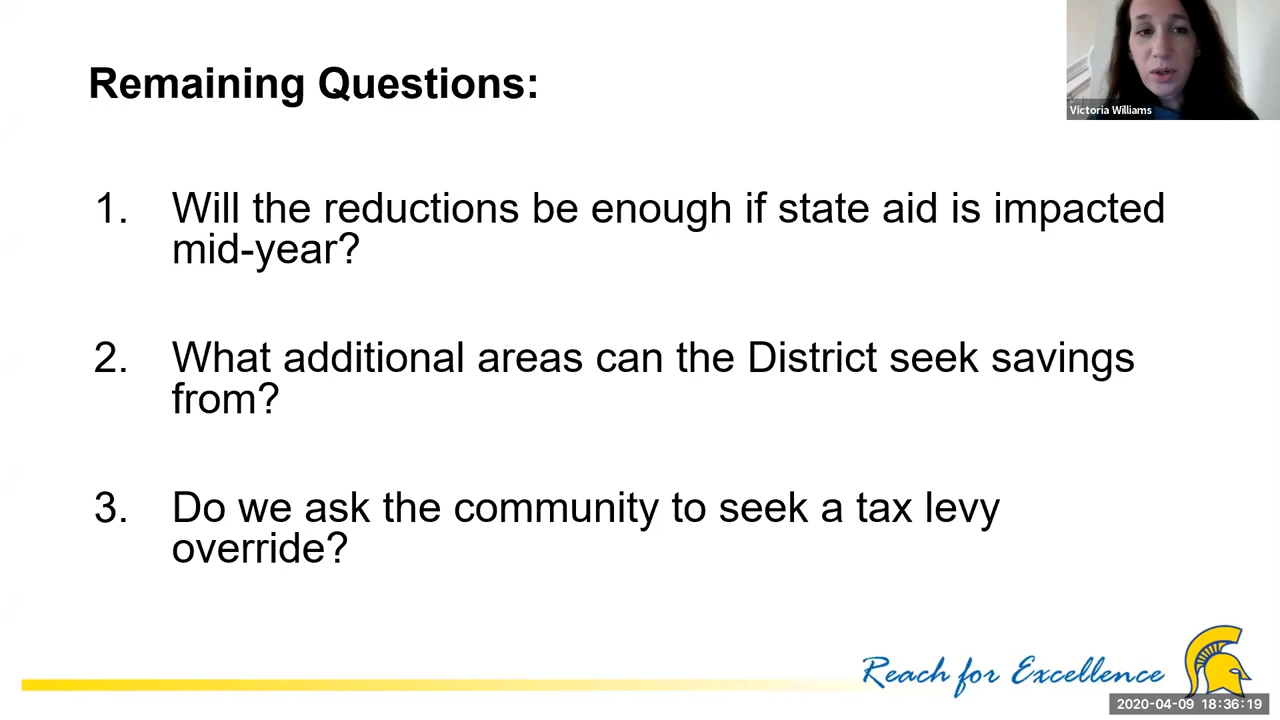 Remaining Questions:
Victoria Williams
1. Will the reductions be enough if state aid is impacted
mid-year?
2. What additional areas can the District seek savings
from?
3. Do we ask the community to seek a tax levy
override?
Reach for Excellence
2020-04-09 18:36:19